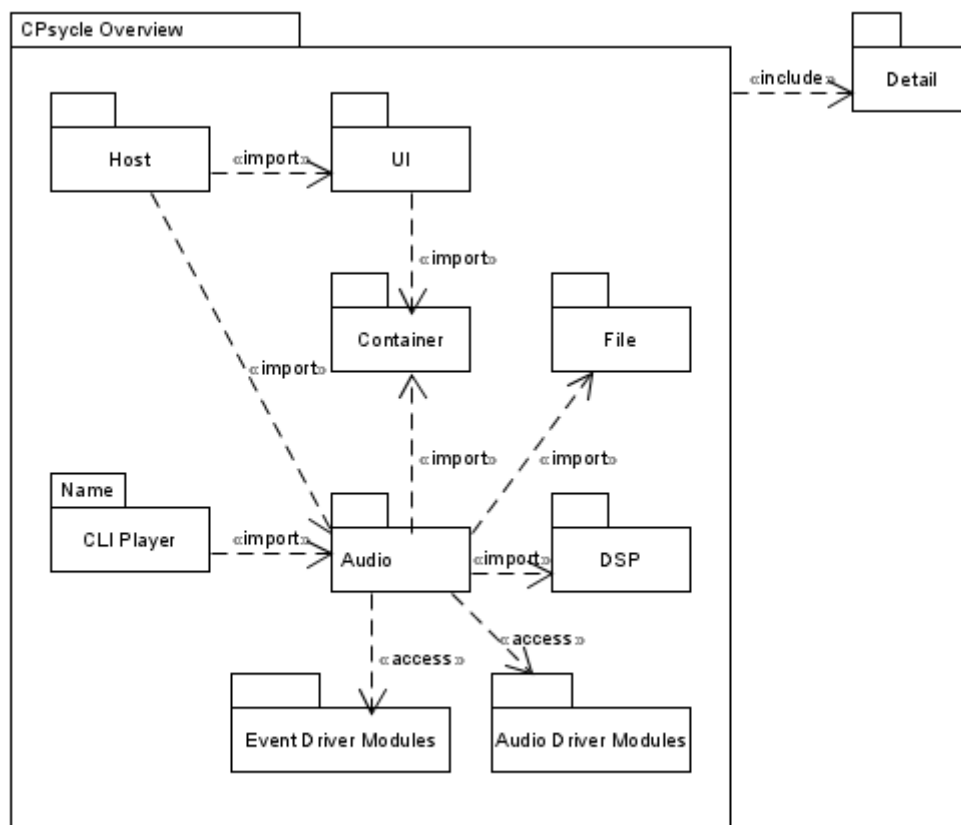 CPsycle Overview
«include»
Detail
Host
«import»
UI
«import»
Container
File
«import»
«import»
«import»
Name
CLI Player
«import»
Audio
«import»
DSP
«access»
«access»
Event Driver Modules
Audio Driver Modules